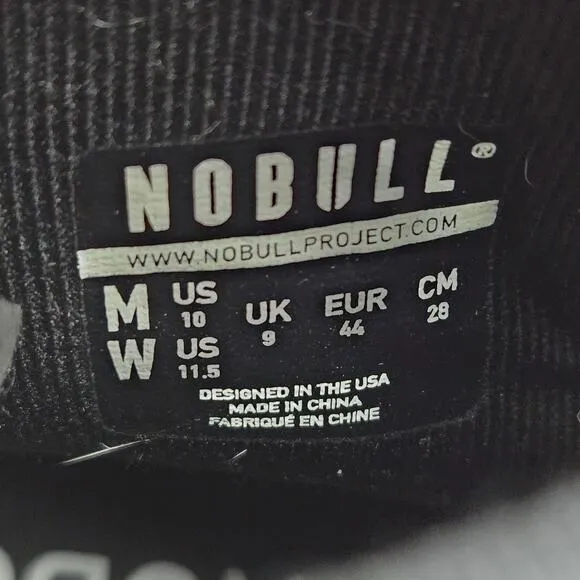 NOBULL®
WWW.NOBULLPROJECT.COM
M US 10 UK 9 EUR 44 CM 28
W US 11.5
DESIGNED IN THE USA
MADE IN CHINA
FABRIQUÉ EN CHINE